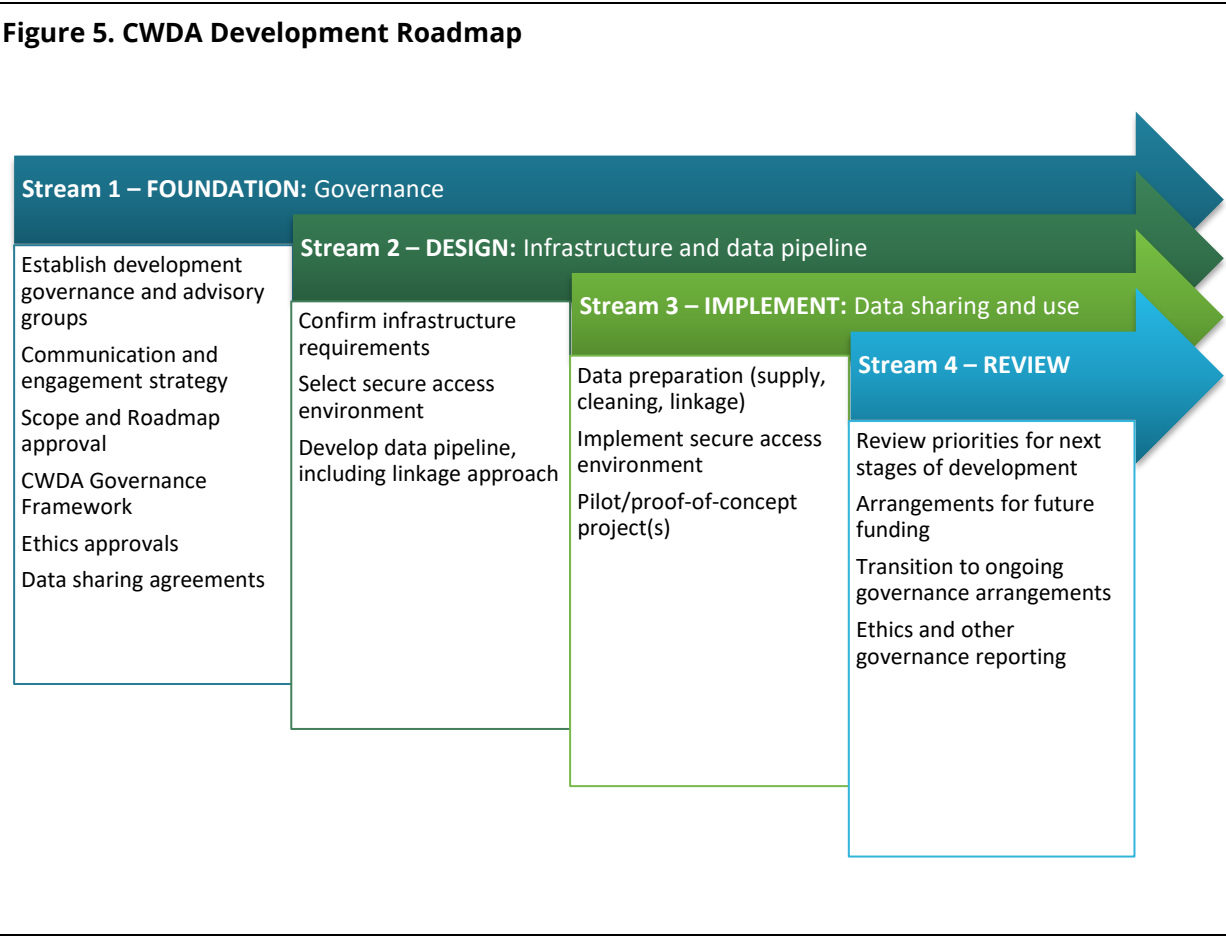 Figure 5. CWDA Development Roadmap
Stream 1 – FOUNDATION: Governance
Establish development
governance and advisory
groups
Communication and
engagement strategy
Scope and Roadmap
approval
CWDA Governance
Framework
Ethics approvals
Data sharing agreements
Stream 2 – DESIGN: Infrastructure and data pipeline
Confirm infrastructure
requirements
Select secure access
environment
Develop data pipeline,
including linkage approach
Stream 3 – IMPLEMENT: Data sharing and use
Data preparation (supply,
cleaning, linkage)
Implement secure access
environment
Pilot/proof-of-concept
project(s)
Stream 4 – REVIEW
Review priorities for next
stages of development
Arrangements for future
funding
Transition to ongoing
governance arrangements
Ethics and other
governance reporting